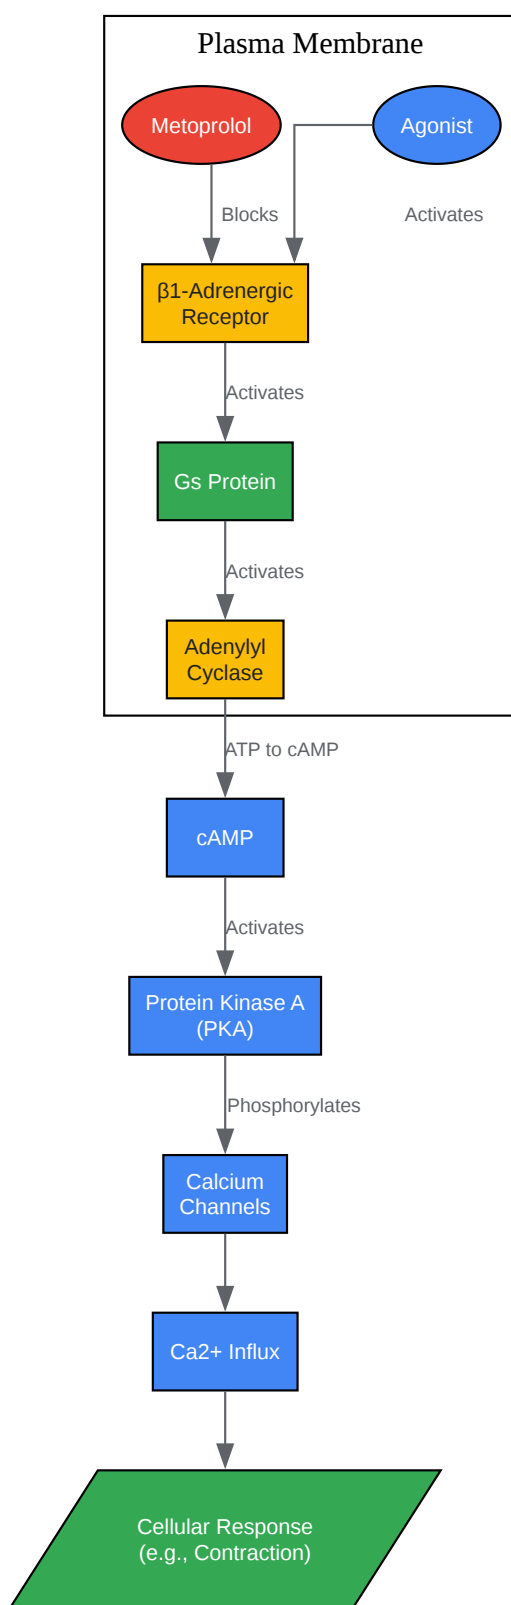 Plasma Membrane
Metoprolol
Agonist
Blocks
Activates
β1-Adrenergic
Receptor
Activates
Gs Protein
Activates
Adenylyl
Cyclase
ATP to cAMP
cAMP
Activates
Protein Kinase A
(PKA)
Phosphorylates
Calcium
Channels
Ca2+ Influx
Cellular Response
(e.g., Contraction)